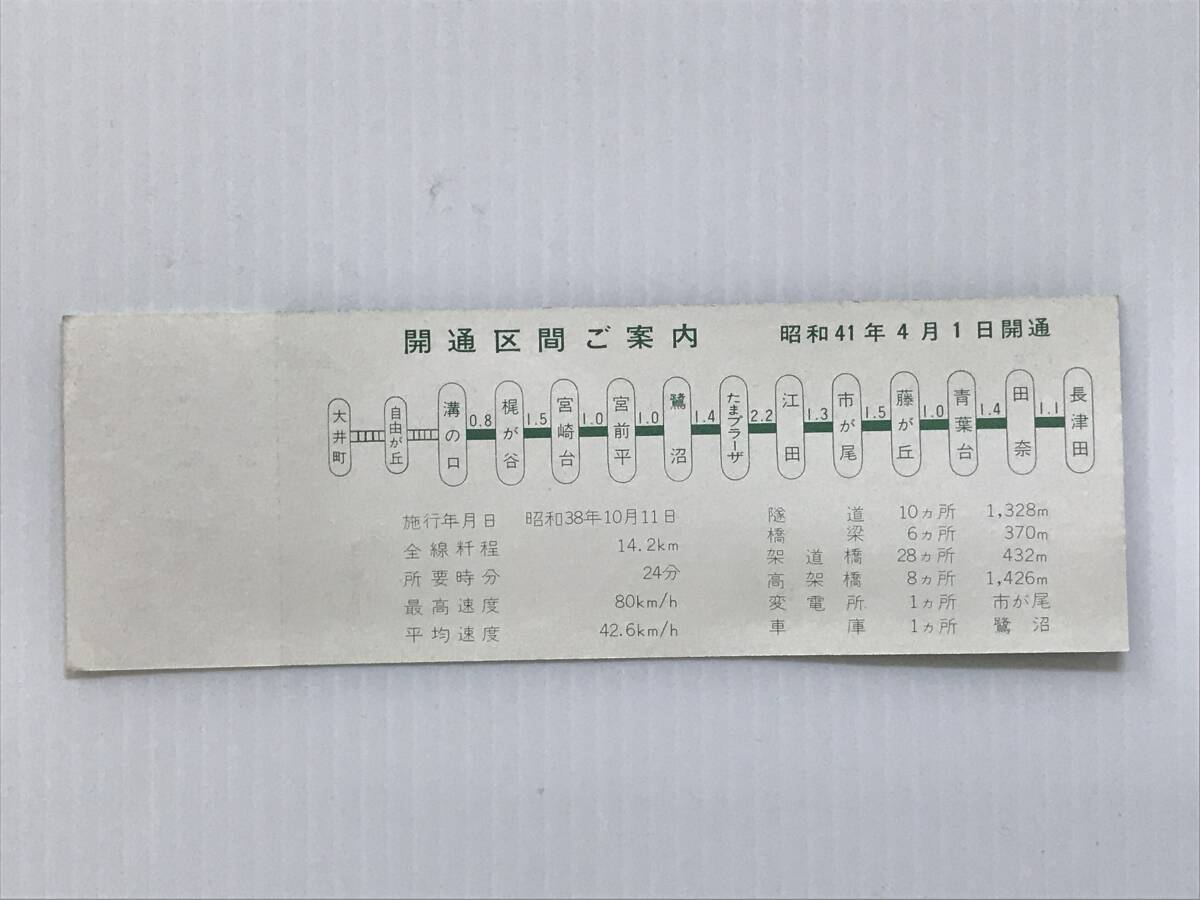 開通区間ご案内 昭和41年4月1日開通
大井町 自由が丘 溝の口 0.8 梶が谷 1.5 宮崎台 1.0 宮前平 1.0 鷺沼 1.4 たまプラーザ 2.2 江田 1.3 市が尾 1.5 藤が丘 1.0 青葉台 1.4 田奈 1.1 長津田
施行年月日 昭和38年10月11日
全線粁程 14.2km
所要時分 24分
最高速度 80km/h
平均速度 42.6km/h
隧道 10ヵ所 1,328m
橋梁 6ヵ所 370m
架道橋 28ヵ所 432m
高架橋 8ヵ所 1,426m
変電所 1ヵ所 市が尾
車庫 1ヵ所 鷺沼